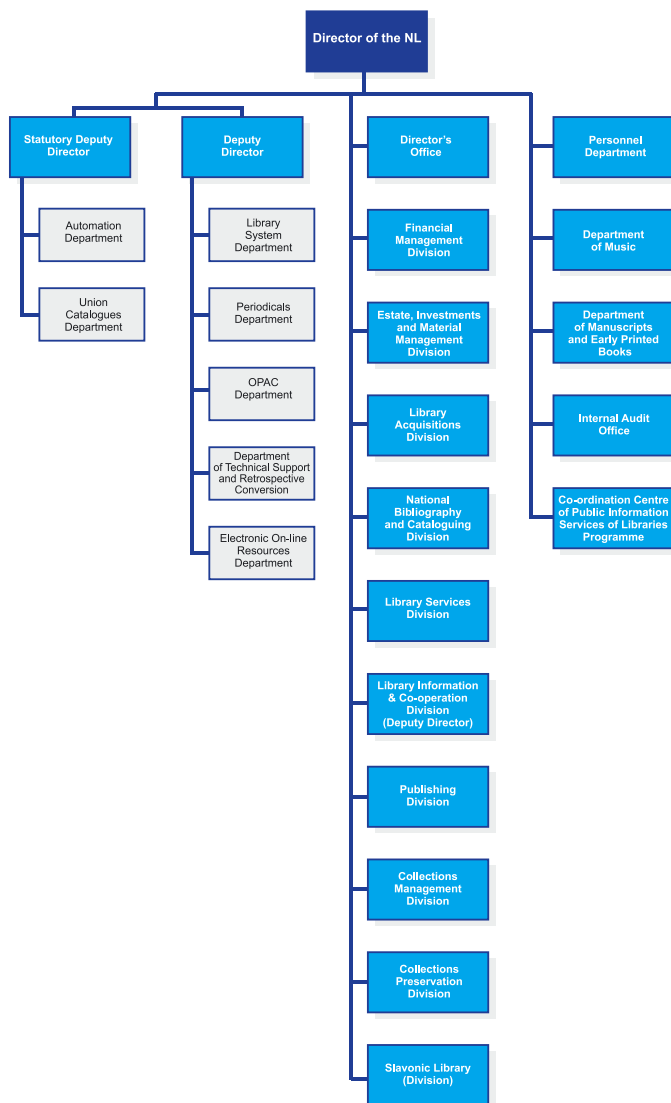 Director of the NL
Statutory Deputy
Director
Automation
Department
Union
Catalogues
Department
Deputy
Director
Library
System
Department
Periodicals
Department
OPAC
Department
Department
of Technical Support
and Retrospective
Conversion
Electronic On-line
Resources
Department
Director's
Office
Financial
Management
Division
Estate, Investments
and Material
Management
Division
Library
Acquisitions
Division
National
Bibliography
and Cataloguing
Division
Library Services
Division
Library Information
& Co-operation
Division
(Deputy Director)
Publishing
Division
Collections
Management
Division
Collections
Preservation
Division
Slavonic Library
(Division)
Personnel
Department
Department
of Music
Department
of Manuscripts
and Early Printed
Books
Internal Audit
Office
Co-ordination Centre
of Public Information
Services of Libraries
Programme